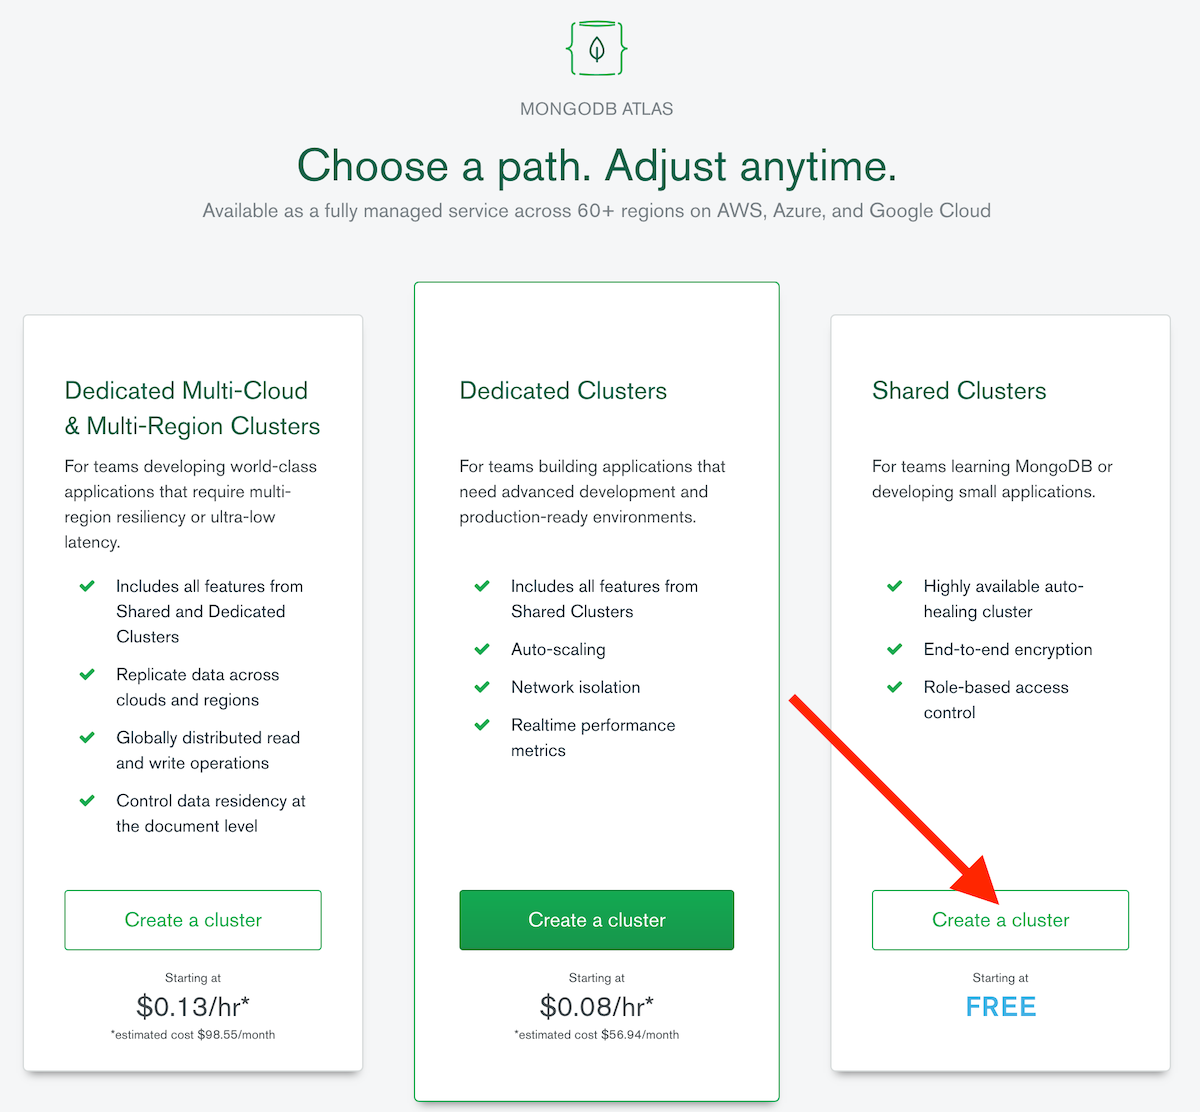 MONGODB ATLAS
Choose a path. Adjust anytime.
Available as a fully managed service across 60+ regions on AWS, Azure, and Google Cloud
Dedicated Multi-Cloud
& Multi-Region Clusters
For teams developing world-class
applications that require multi-
region resiliency or ultra-low
latency.
Includes all features from
Shared and Dedicated
Clusters
Replicate data across
clouds and regions
Globally distributed read
and write operations
Control data residency at
the document level
Create a cluster
Starting at
$0.13/hr*
*estimated cost $98.55/month
Dedicated Clusters
For teams building applications that
need advanced development and
production-ready environments.
Includes all features from
Shared Clusters
Auto-scaling
Network isolation
Realtime performance
metrics
Create a cluster
Starting at
$0.08/hr*
*estimated cost $56.94/month
Shared Clusters
For teams learning MongoDB or
developing small applications.
Highly available auto-
healing cluster
End-to-end encryption
Role-based access
control
Create a cluster
Starting at
FREE